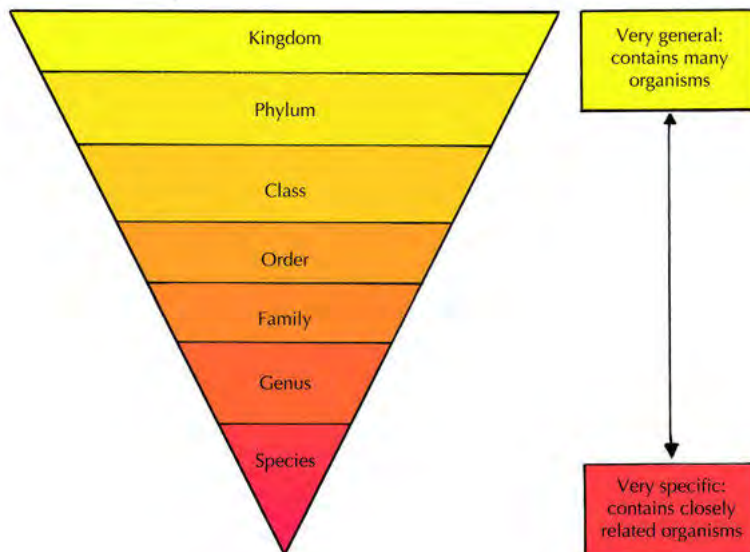 Kingdom
Phylum
Class
Order
Family
Genus
Species
Very general:
contains many
organisms
Very specific:
contains closely
related organisms